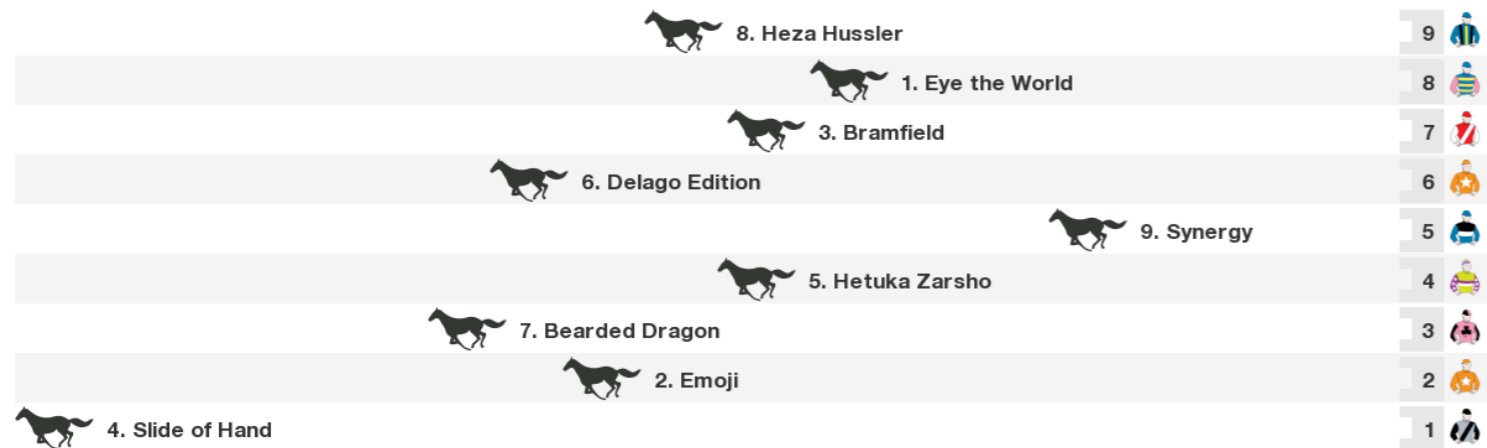 8. Heza Hussler 9
1. Eye the World 8
3. Bramfield 7
6. Delago Edition 6
9. Synergy 5
5. Hetuka Zarsho 4
7. Bearded Dragon 3
2. Emoji 2
4. Slide of Hand 1